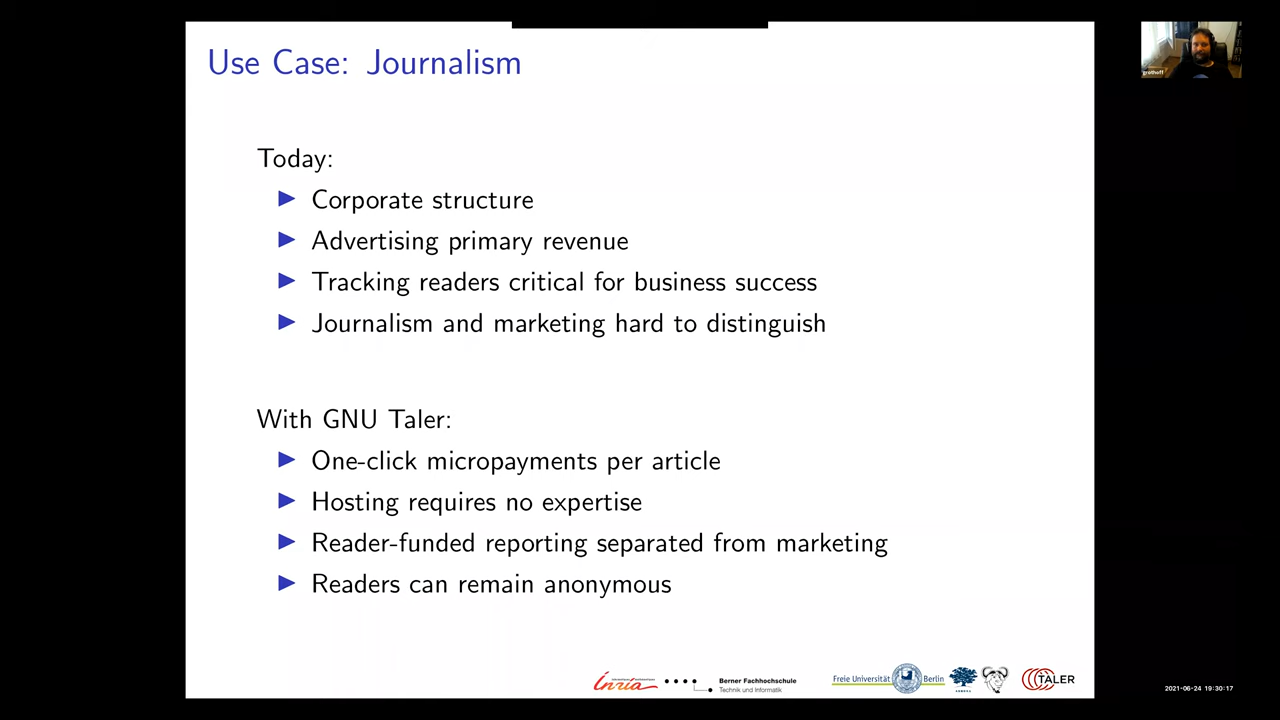 Use Case: Journalism
grothoff
Today:
Corporate structure
Advertising primary revenue
Tracking readers critical for business success
Journalism and marketing hard to distinguish
With GNU Taler:
One-click micropayments per article
Hosting requires no expertise
Reader-funded reporting separated from marketing
Readers can remain anonymous
Inria
Berner Fachhochschule
Technik und Informatik
Freie Universität Berlin
TALER
2021-06-24 19:30:17